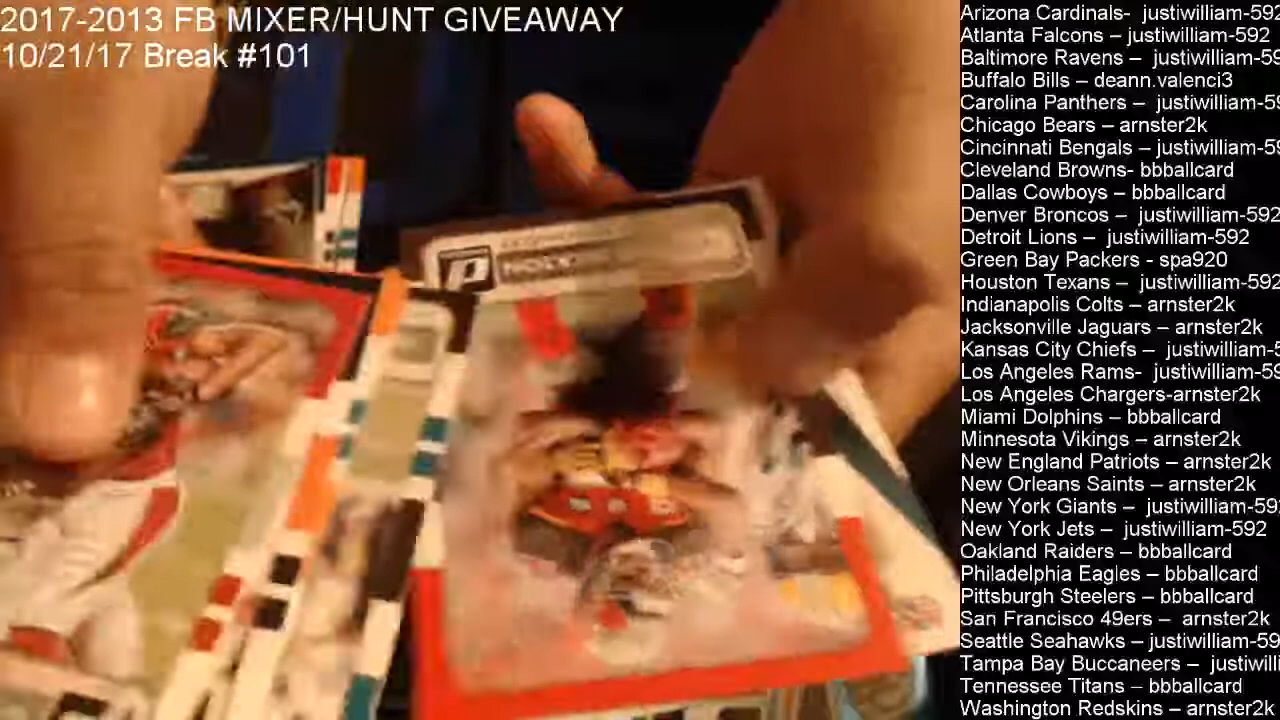 2017-2013 FB MIXER/HUNT GIVEAWAY
10/21/17 Break #101
Arizona Cardinals-  justiwilliam-592
Atlanta Falcons – justiwilliam-592
Baltimore Ravens –  justiwilliam-59
Buffalo Bills – deann.valenci3
Carolina Panthers –  justiwilliam-5
Chicago Bears – arnster2k
Cincinnati Bengals – justiwilliam-59
Cleveland Browns- bbballcard
Dallas Cowboys – bbballcard
Denver Broncos –  justiwilliam-592
Detroit Lions –  justiwilliam-592
Green Bay Packers - spa920
Houston Texans –  justiwilliam-592
Indianapolis Colts – arnster2k
Jacksonville Jaguars – arnster2k
Kansas City Chiefs –  justiwilliam-5
Los Angeles Rams-  justiwilliam-59
Los Angeles Chargers-arnster2k
Miami Dolphins – bbballcard
Minnesota Vikings – arnster2k
New England Patriots – arnster2k
New Orleans Saints – arnster2k
New York Giants –  justiwilliam-592
New York Jets –  justiwilliam-592
Oakland Raiders – bbballcard
Philadelphia Eagles – bbballcard
Pittsburgh Steelers – bbballcard
San Francisco 49ers –  arnster2k
Seattle Seahawks – justiwilliam-59
Tampa Bay Buccaneers –  justiwilli
Tennessee Titans – bbballcard
Washington Redskins – arnster2k